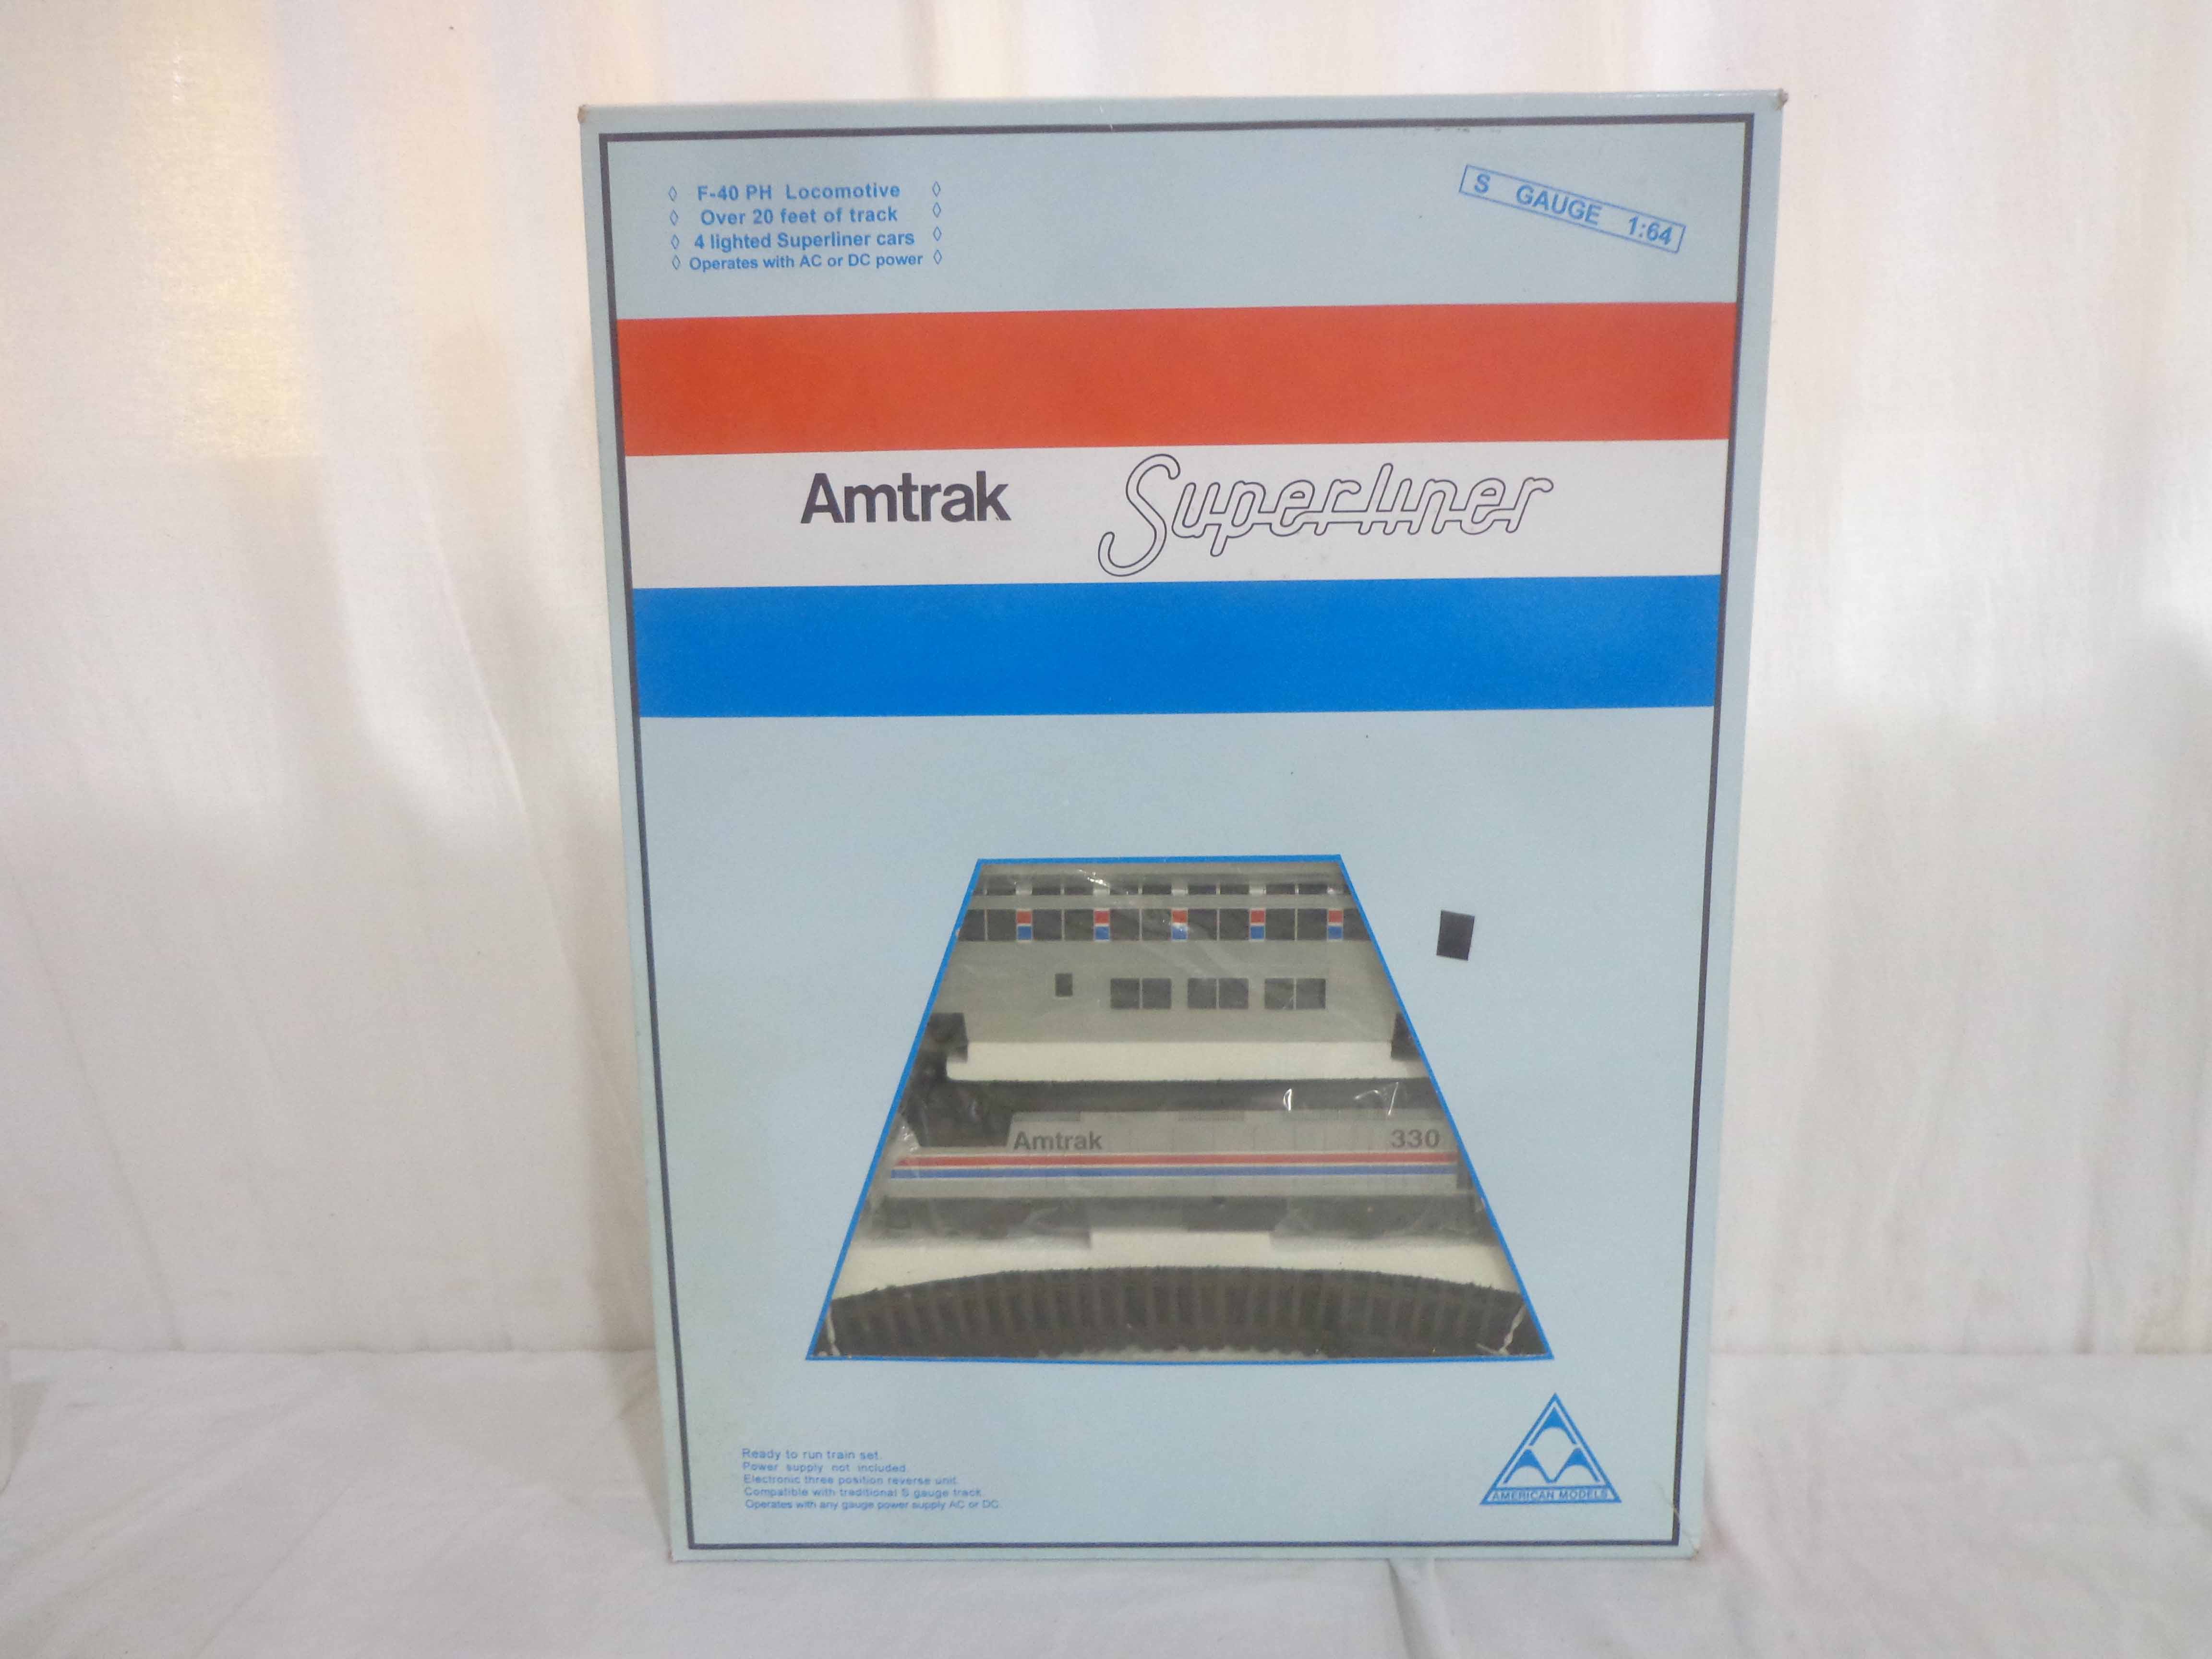 F-40 PH Locomotive
Over 20 feet of track
4 lighted Superliner cars
Operates with AC or DC power
S GAUGE 1:64
Amtrak Superliner
Amtrak 330
Ready to run train set.
Power supply not included.
Electronic three position reverse unit.
Compatible with traditional S gauge track.
Operates with any gauge power supply AC or DC.
AMERICAN MODELS